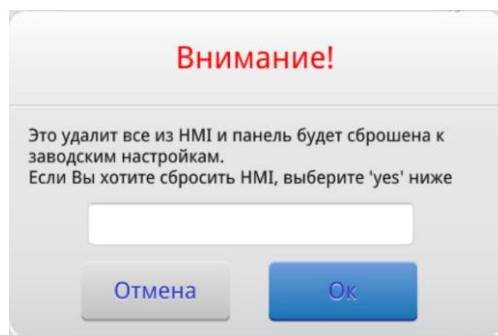 Внимание!
Это удалит все из HMI и панель будет сброшена к
заводским настройкам.
Если Вы хотите сбросить HMI, выберите 'yes' ниже
Отмена Ок